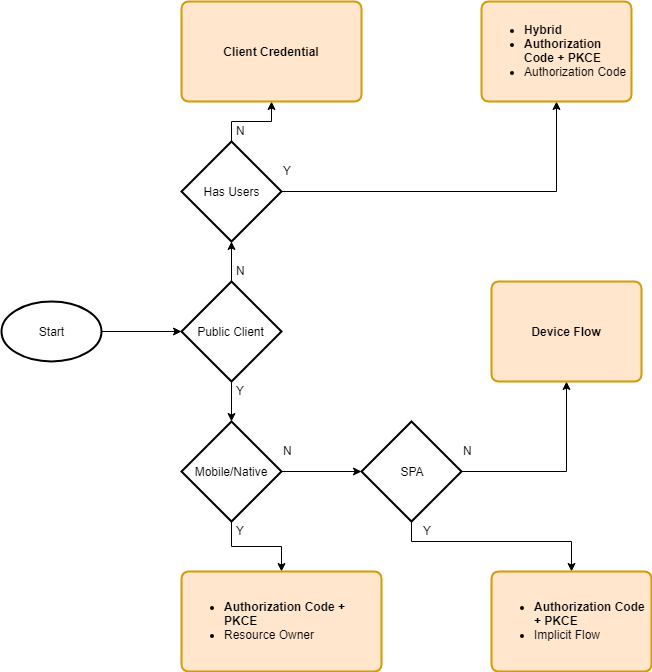 Client Credential
• Hybrid
• Authorization
Code + PKCE
• Authorization Code
N
Has Users
Y
N
Start
Public Client
Device Flow
Y
Mobile/Native
N
SPA
N
Y
Y
• Authorization Code +
PKCE
• Resource Owner
• Authorization Code
+ PKCE
• Implicit Flow